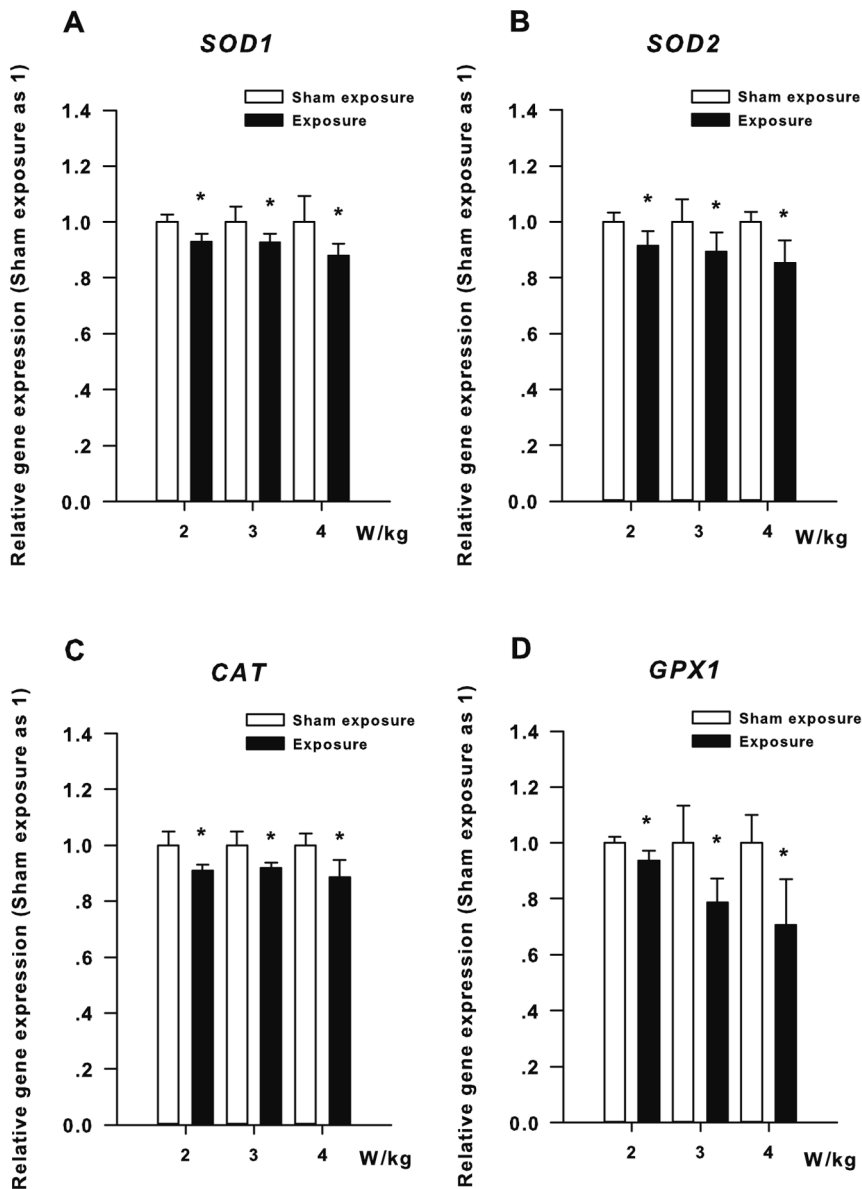 A
SOD1
Relative gene expression (Sham exposure as 1)
Sham exposure
Exposure
1.4
1.2
1.0
.8
.6
.4
.2
0.0
* * *
2 3 4 W/kg
B
SOD2
Relative gene expression (Sham exposure as 1)
Sham exposure
Exposure
1.4
1.2
1.0
.8
.6
.4
.2
0.0
* * *
2 3 4 W/kg
C
CAT
Relative gene expression (Sham exposure as 1)
Sham exposure
Exposure
1.4
1.2
1.0
.8
.6
.4
.2
0.0
* * *
2 3 4 W/kg
D
GPX1
Relative gene expression (Sham exposure as 1)
Sham exposure
Exposure
1.4
1.2
1.0
.8
.6
.4
.2
0.0
* * *
2 3 4 W/kg